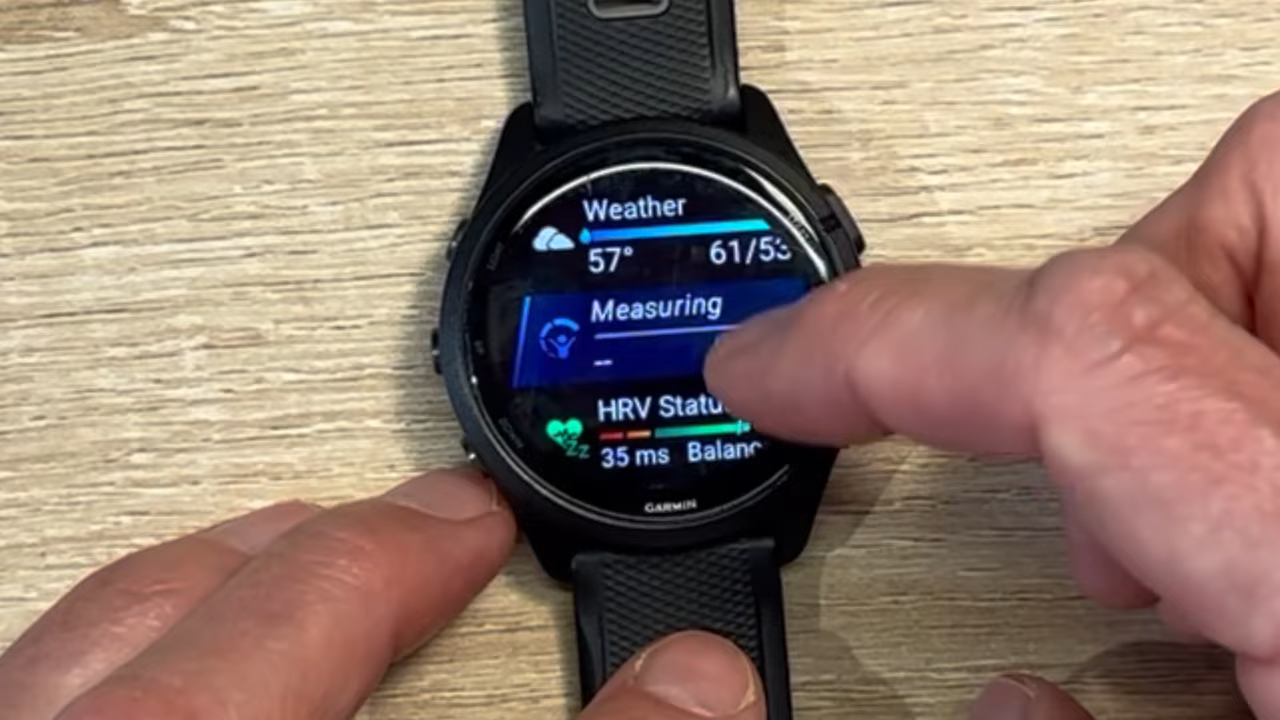 Weather
57° 61/53
Measuring
--
HRV Statu
35 ms Balanc
GARMIN